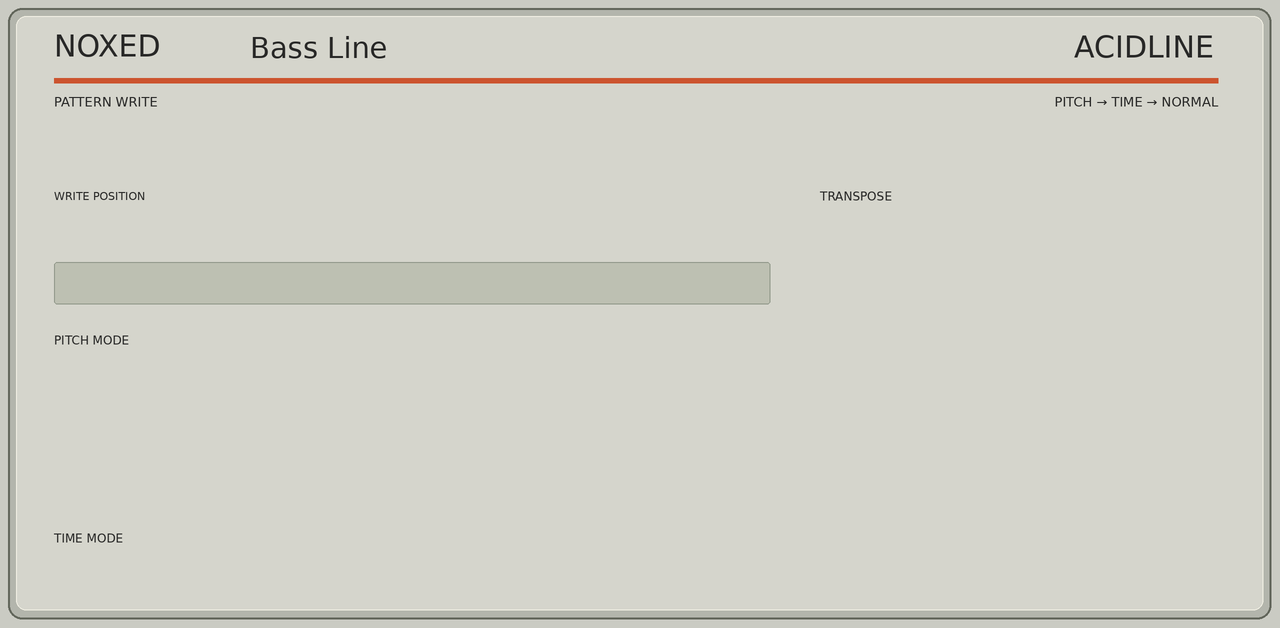 NOXED Bass Line ACIDLINE
PATTERN WRITE PITCH → TIME → NORMAL
WRITE POSITION TRANSPOSE
PITCH MODE
TIME MODE